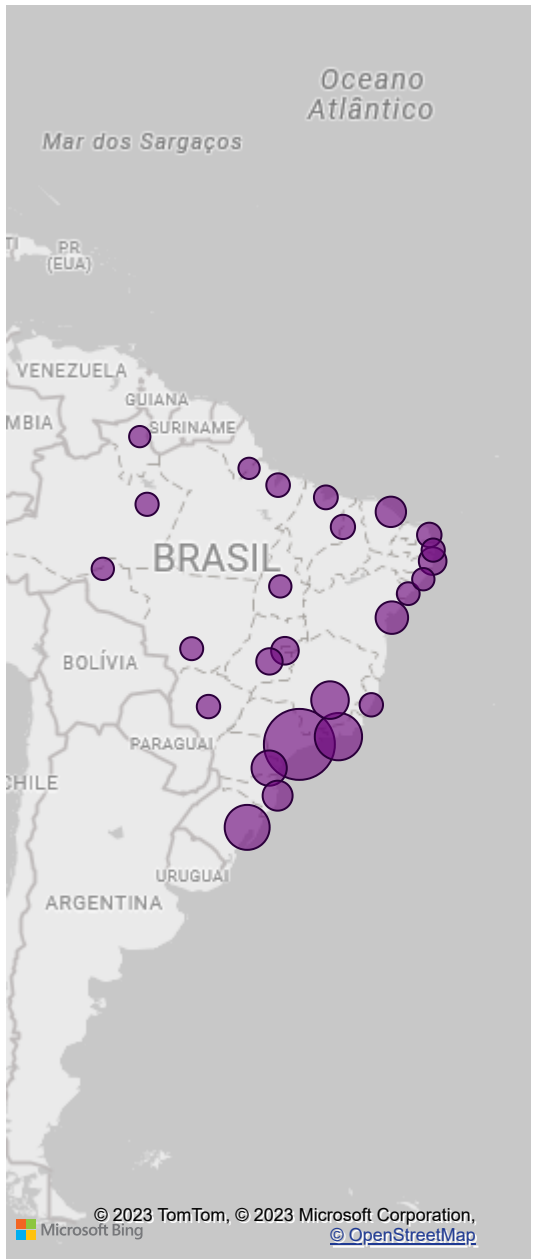 Oceano
Atlântico
Mar dos Sargaços
TI
PR
(EUA)
VENEZUELA
GUIANA
MBIA
SURINAME
BRASIL
BOLÍVIA
PARAGUAI
CHILE
URUGUAI
ARGENTINA
© 2023 TomTom, © 2023 Microsoft Corporation,
Microsoft Bing
© OpenStreetMap